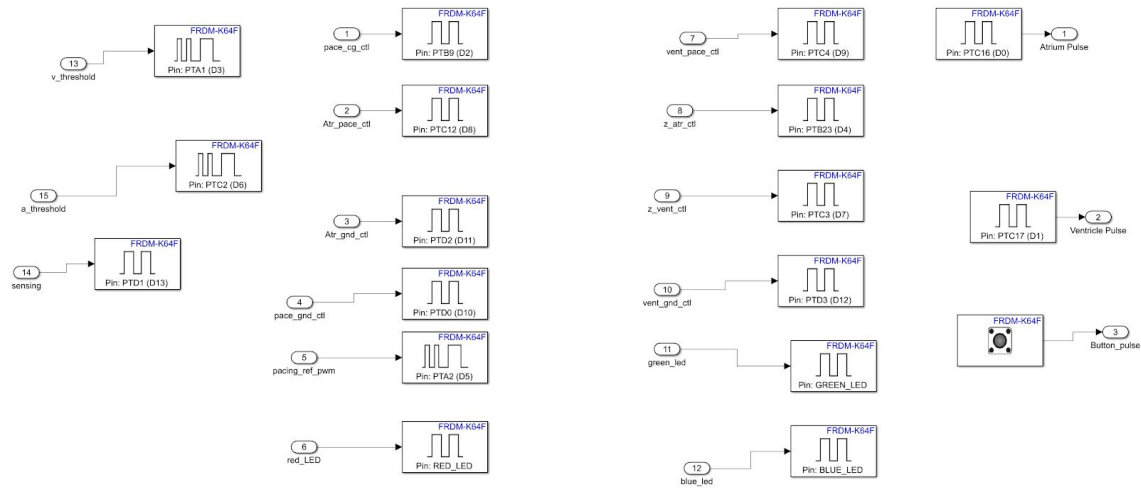 FRDM-K64F
13
v_threshold
Pin: PTA1 (D3)
FRDM-K64F
15
a_threshold
Pin: PTC2 (D6)
FRDM-K64F
14
sensing
Pin: PTD1 (D13)
FRDM-K64F
1
pace_cg_ctl
Pin: PTB9 (D2)
FRDM-K64F
2
Atr_pace_ctl
Pin: PTC12 (D8)
FRDM-K64F
3
Atr_gnd_ctl
Pin: PTD2 (D11)
FRDM-K64F
4
pace_gnd_ctl
Pin: PTD0 (D10)
FRDM-K64F
5
pacing_ref_pwm
Pin: PTA2 (D5)
FRDM-K64F
6
red_LED
Pin: RED_LED
FRDM-K64F
7
vent_pace_ctl
Pin: PTC4 (D9)
FRDM-K64F
8
z_atr_ctl
Pin: PTB23 (D4)
FRDM-K64F
9
z_vent_ctl
Pin: PTC3 (D7)
FRDM-K64F
10
vent_gnd_ctl
Pin: PTD3 (D12)
FRDM-K64F
11
green_led
Pin: GREEN_LED
FRDM-K64F
12
blue_led
Pin: BLUE_LED
FRDM-K64F
Pin: PTC16 (D0)
1
Atrium Pulse
FRDM-K64F
Pin: PTC17 (D1)
2
Ventricle Pulse
FRDM-K64F
3
Button_pulse